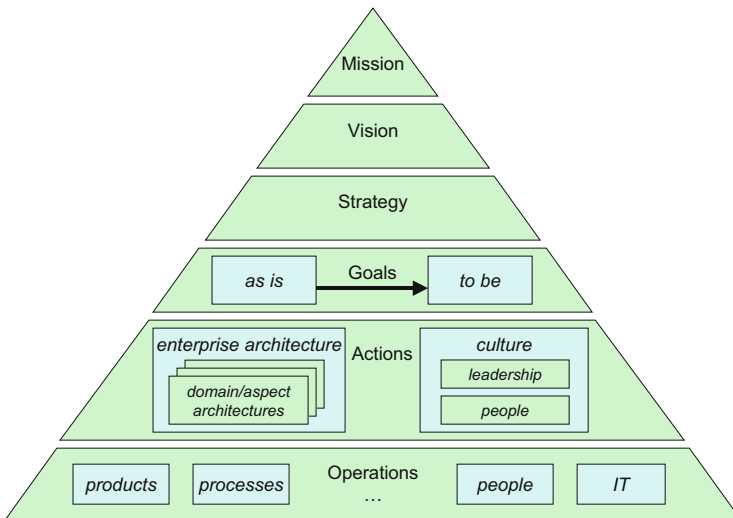 Mission
Vision
Strategy
as is
Goals
to be
enterprise architecture
domain/aspect
architectures
Actions
culture
leadership
people
Operations
products
processes
…
people
IT